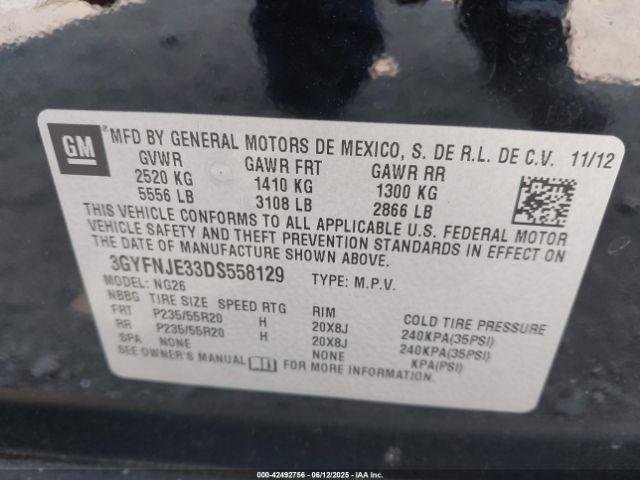 GM
MFD BY GENERAL MOTORS DE MEXICO, S. DE R.L. DE C.V. 11/12
GVWR GAWR FRT GAWR RR
2520 KG 1410 KG 1300 KG
5556 LB 3108 LB 2866 LB
THIS VEHICLE CONFORMS TO ALL APPLICABLE U.S. FEDERAL MOTOR
VEHICLE SAFETY AND THEFT PREVENTION STANDARDS IN EFFECT ON
THE DATE OF MANUFACTURE SHOWN ABOVE.
3GYFNJE33DS558129 TYPE: M.P.V.
MODEL: NG26
NBBG TIRE SIZE SPEED RTG RIM COLD TIRE PRESSURE
FRT P235/55R20 H 20X8J 240KPA(35PSI)
RR P235/55R20 H 20X8J 240KPA(35PSI)
SPA NONE NONE KPA(PSI)
SEE OWNER'S MANUAL FOR MORE INFORMATION.
000-42492756 | 06/12/2025 | IAAI.COM